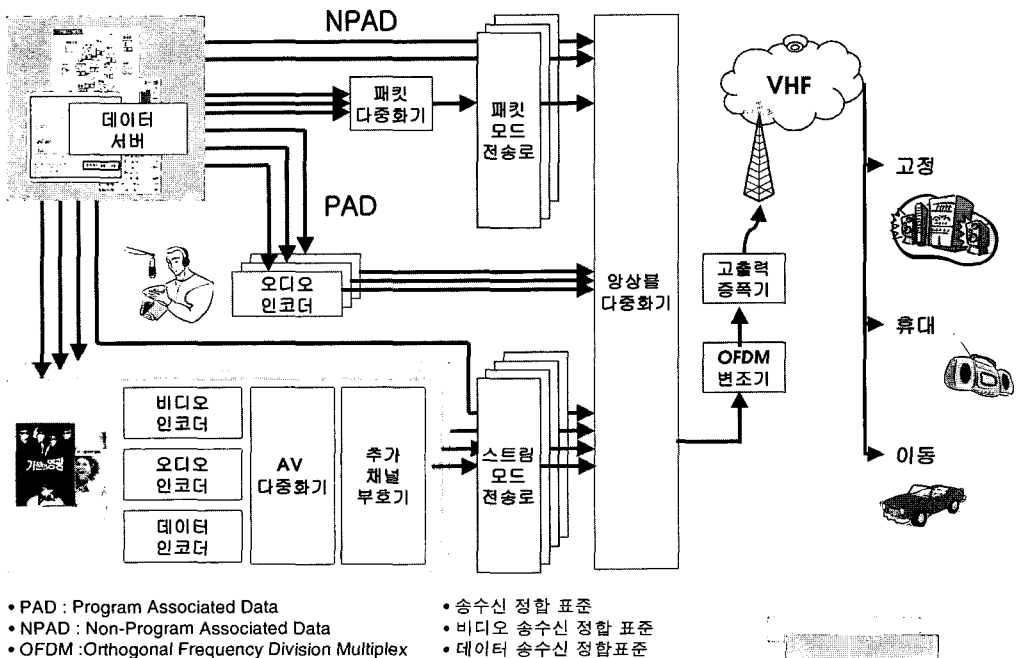 NPAD
데이터
서버
패킷
다중화기
패킷
모드
전송로
PAD
오디오
인코더
앙상블
다중화기
VHF
고출력
증폭기
OFDM
변조기
고정
휴대
이동
비디오
인코더
오디오
인코더
데이터
인코더
AV
다중화기
추가
채널
부호기
스트림
모드
전송로
• PAD : Program Associated Data
• NPAD : Non-Program Associated Data
• OFDM :Orthogonal Frequency Division Multiplex
• 송수신 정합 표준
• 비디오 송수신 정합 표준
• 데이터 송수신 정합표준